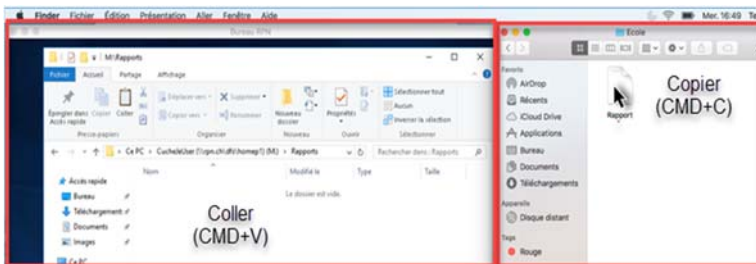 Finder Fichier Édition Présentation Aller Fenêtre Aide
Mer. 16:49 Te
Bureau RPN
M:\Rapports
Fichier Accueil Partage Affichage
Épingler dans Accès rapide Copier Coller
Déplacer vers Supprimer
Copier vers Renommer
Nouveau dossier
Propriétés
Sélectionner tout
Aucun
Inverser la sélection
Presse-papiers Organiser Nouveau Ouvrir Sélectionner
Ce PC (M:) Rapports
Rechercher dans : Rapports
Nom Modifié le Type Taille
Le dossier est vide.
Accès rapide
Bureau
Téléchargements
Documents
Images
Ce PC
Coller
(CMD+V)
Ecole
Favoris
AirDrop
Récents
iCloud Drive
Applications
Bureau
Documents
Téléchargements
Appareils
Disque distant
Tags
Rouge
Rapport
Copier
(CMD+C)